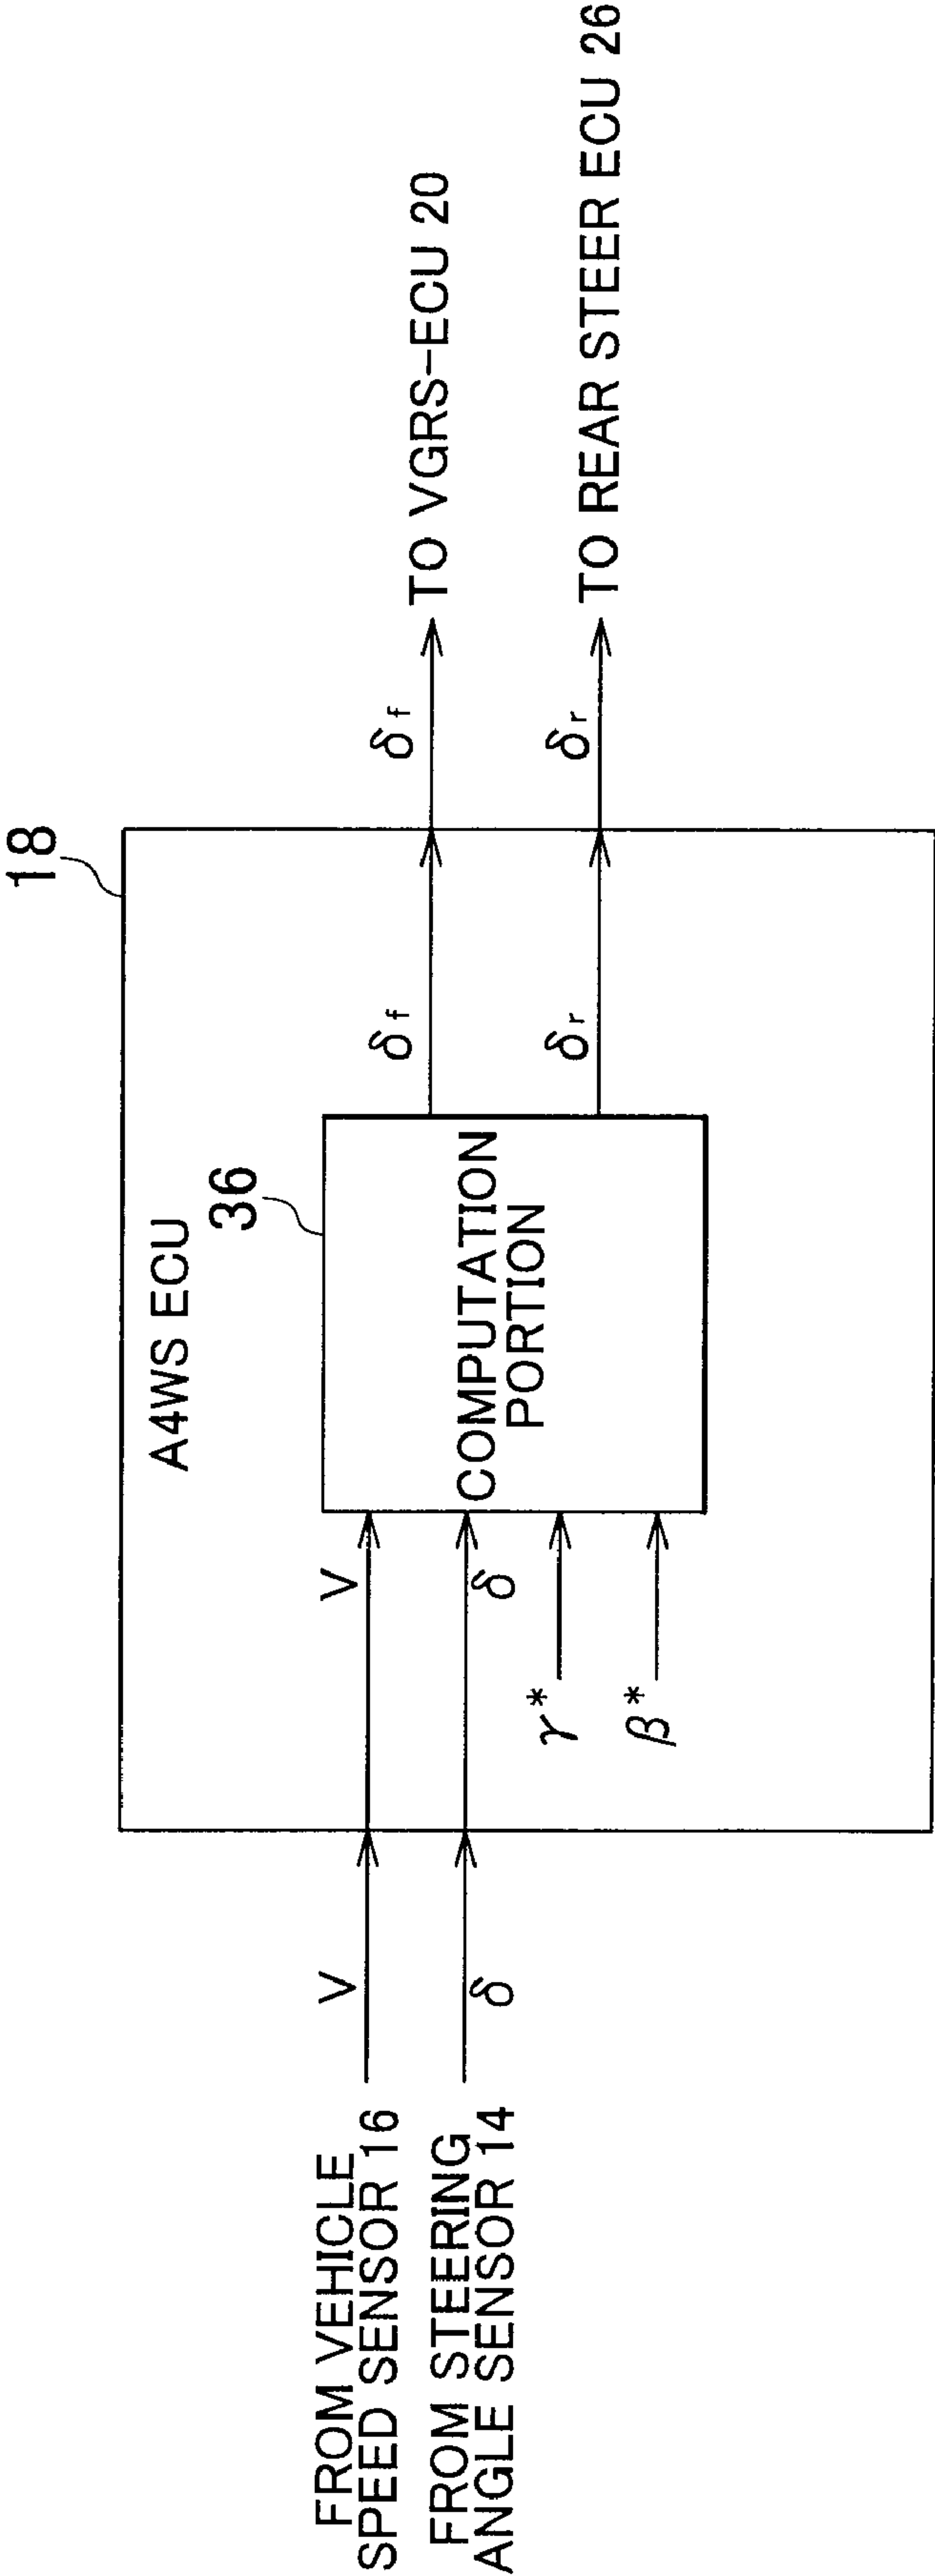 18
A4WS ECU
36
FROM VEHICLE
SPEED SENSOR 16
V
V
FROM STEERING
ANGLE SENSOR 14
δ
δ
γ*
β*
COMPUTATION
PORTION
δf
δf
TO VGRS-ECU 20
δr
δr
TO REAR STEER ECU 26